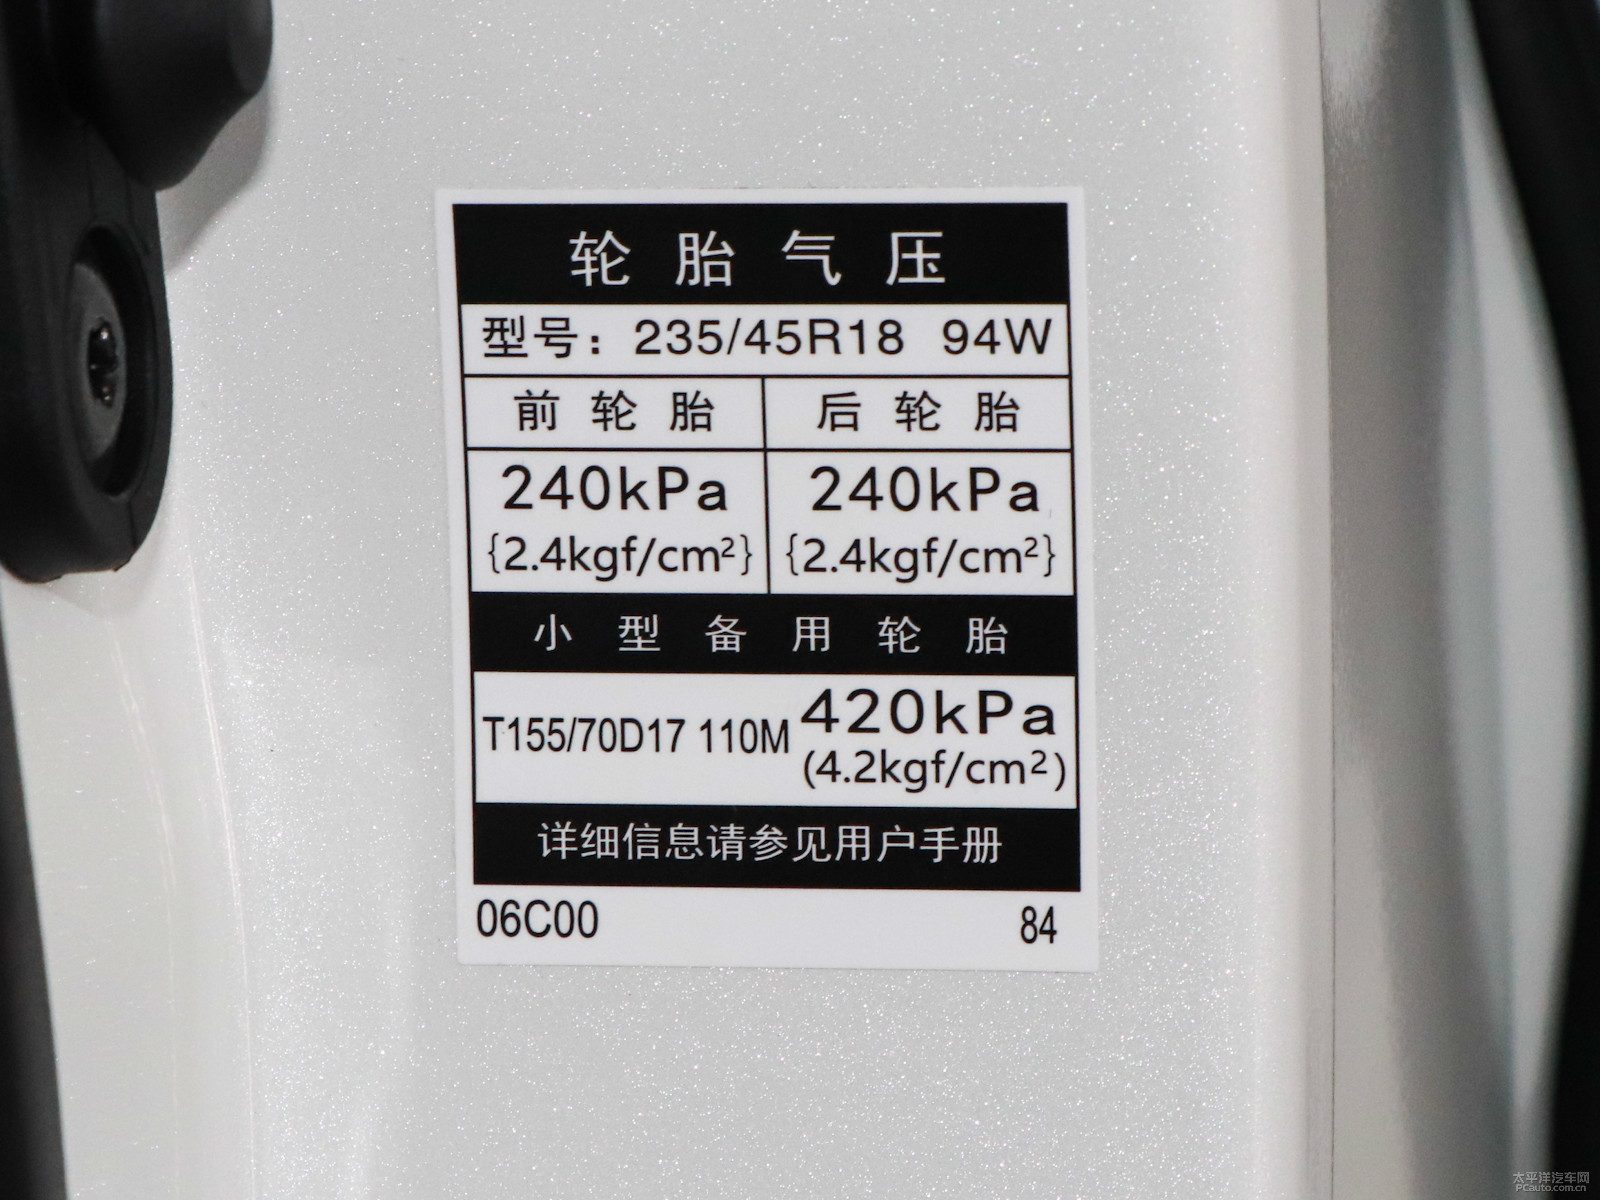 轮胎气压
型号：235/45R18 94W
前轮胎 后轮胎
240kPa 240kPa
{2.4kgf/cm²} {2.4kgf/cm²}
小型备用轮胎
T155/70D17 110M 420kPa
(4.2kgf/cm²)
详细信息请参见用户手册
06C00 84
太平洋汽车网
PCauto.com.cn